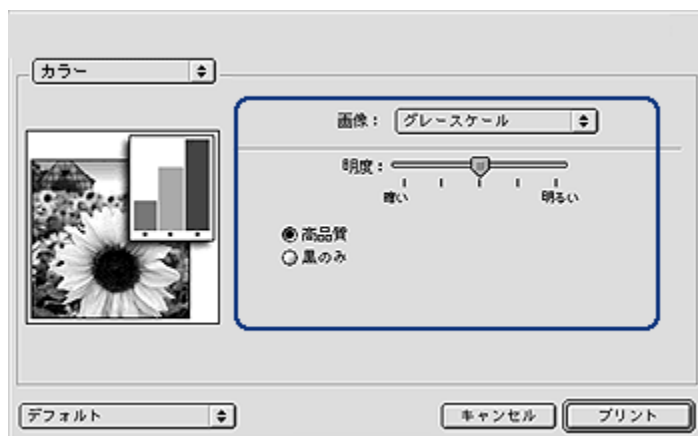 カラー
画像： グレースケール
明度：
暗い 明るい
高品質
黒のみ
デフォルト キャンセル プリント